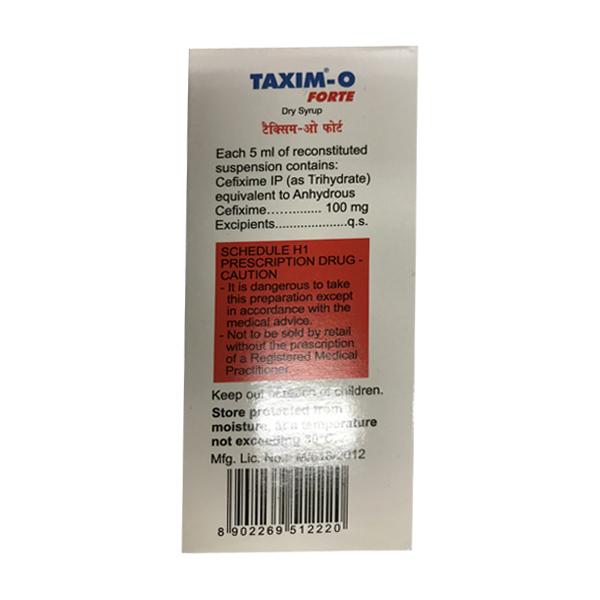 TAXIM®-O
FORTE
Dry Syrup
टैक्सिम-ओ फोर्ट
Each 5 ml of reconstituted
suspension contains:
Cefixime IP (as Trihydrate)
equivalent to Anhydrous
Cefixime.............. 100 mg
Excipients.....................q.s.
SCHEDULE H1
PRESCRIPTION DRUG -
CAUTION
- It is dangerous to take
this preparation except
in accordance with the
medical advice.
- Not to be sold by retail
without the prescription
of a Registered Medical
Practitioner.
Keep out of reach of children.
Store protected from
moisture, at a temperature
not exceeding 30°C.
Mfg. Lic. No.: /2012
8 902269 512220